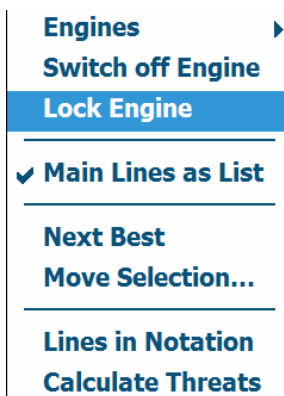 Engines
Switch off Engine
Lock Engine
Main Lines as List
Next Best
Move Selection...
Lines in Notation
Calculate Threats